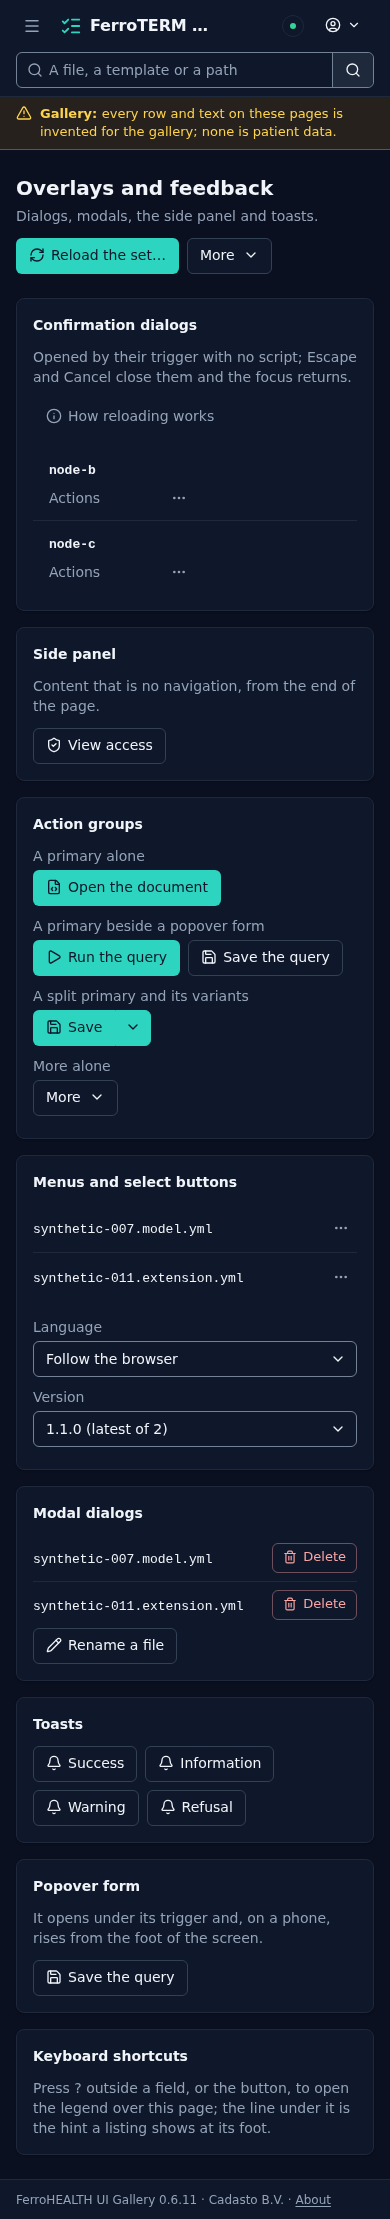 FerroTERM ...
A file, a template or a path
Gallery: every row and text on these pages is
invented for the gallery; none is patient data.
Overlays and feedback
Dialogs, modals, the side panel and toasts.
Reload the set...
More
Confirmation dialogs
Opened by their trigger with no script; Escape
and Cancel close them and the focus returns.
How reloading works
node-b
Actions
node-c
Actions
Side panel
Content that is no navigation, from the end of
the page.
View access
Action groups
A primary alone
Open the document
A primary beside a popover form
Run the query
Save the query
A split primary and its variants
Save
More alone
More
Menus and select buttons
synthetic-007.model.yml
synthetic-011.extension.yml
Language
Follow the browser
Version
1.1.0 (latest of 2)
Modal dialogs
synthetic-007.model.yml
Delete
synthetic-011.extension.yml
Delete
Rename a file
Toasts
Success
Information
Warning
Refusal
Popover form
It opens under its trigger and, on a phone,
rises from the foot of the screen.
Save the query
Keyboard shortcuts
Press ? outside a field, or the button, to open
the legend over this page; the line under it is
the hint a listing shows at its foot.
FerroHEALTH UI Gallery 0.6.11 · Cadasto B.V. · About